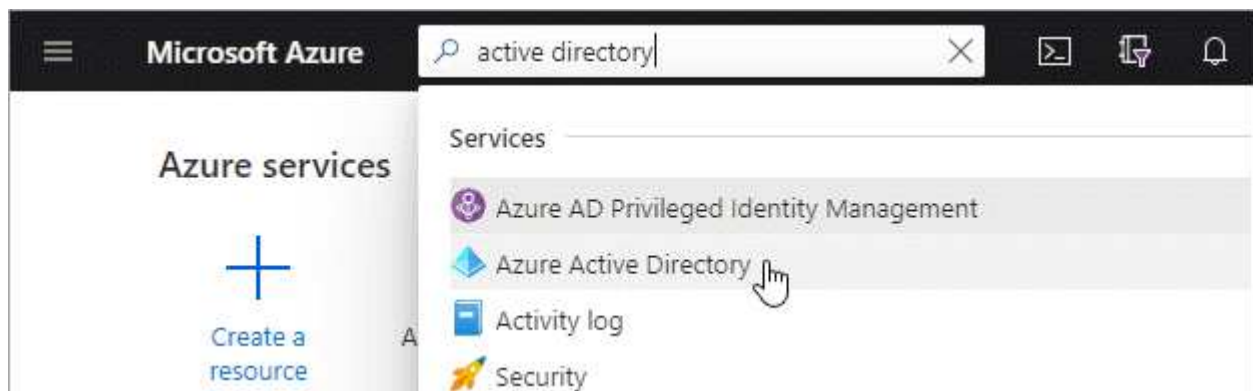 Microsoft Azure
active directory
Azure services
Create a
resource
A
Services
Azure AD Privileged Identity Management
Azure Active Directory
Activity log
Security